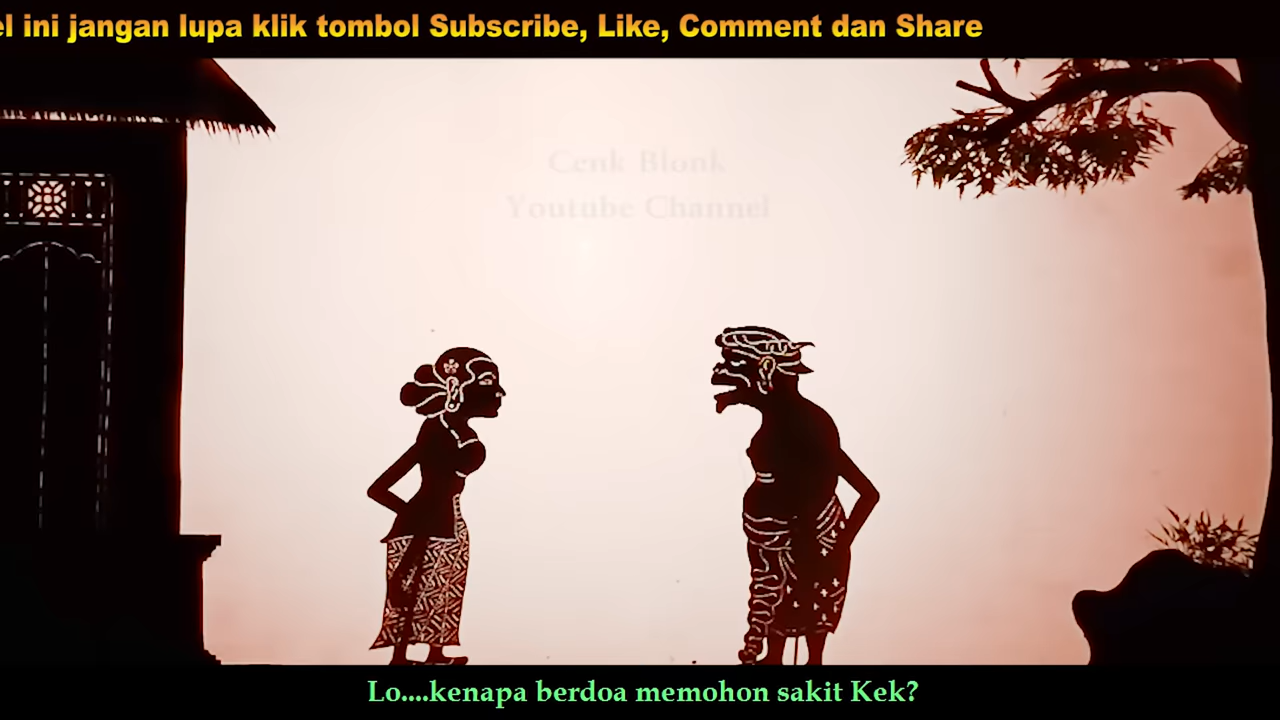 el ini jangan lupa klik tombol Subscribe, Like, Comment dan Share
Cenk Blonk
Youtube Channel
Lo....kenapa berdoa memohon sakit Kek?